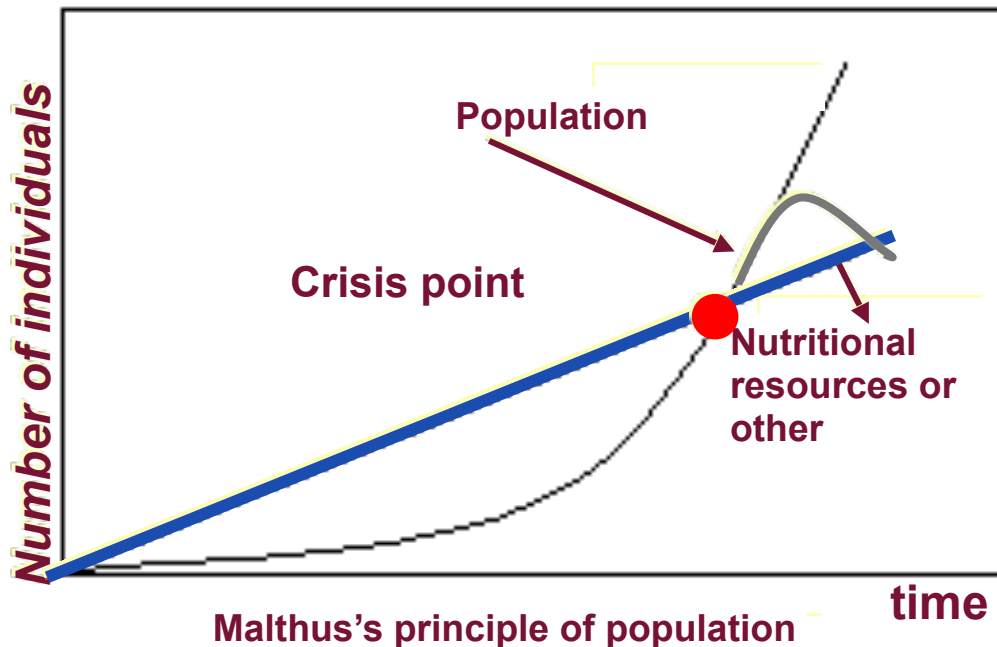 Number of individuals
Population
Crisis point
Nutritional
resources or
other
time
Malthus’s principle of population